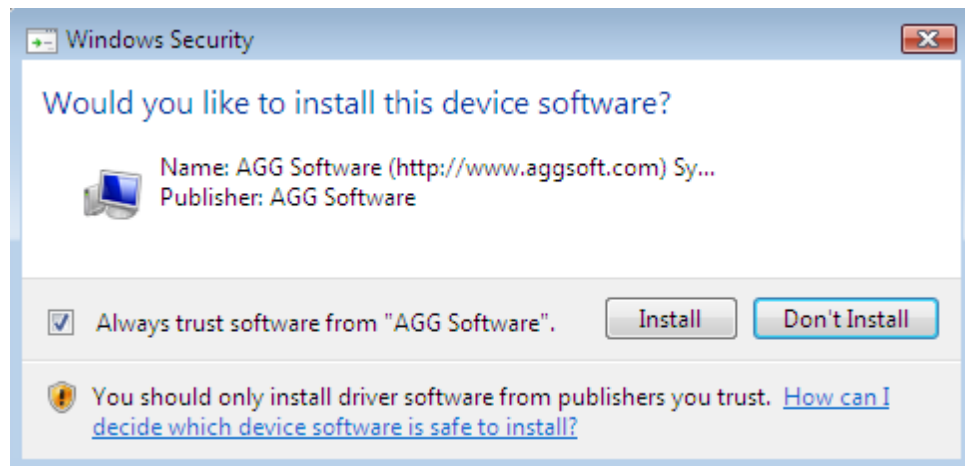 Windows Security
Would you like to install this device software?
Name: AGG Software (http://www.aggsoft.com) Sy...
Publisher: AGG Software
Always trust software from "AGG Software".
Install
Don't Install
You should only install driver software from publishers you trust. How can I
decide which device software is safe to install?